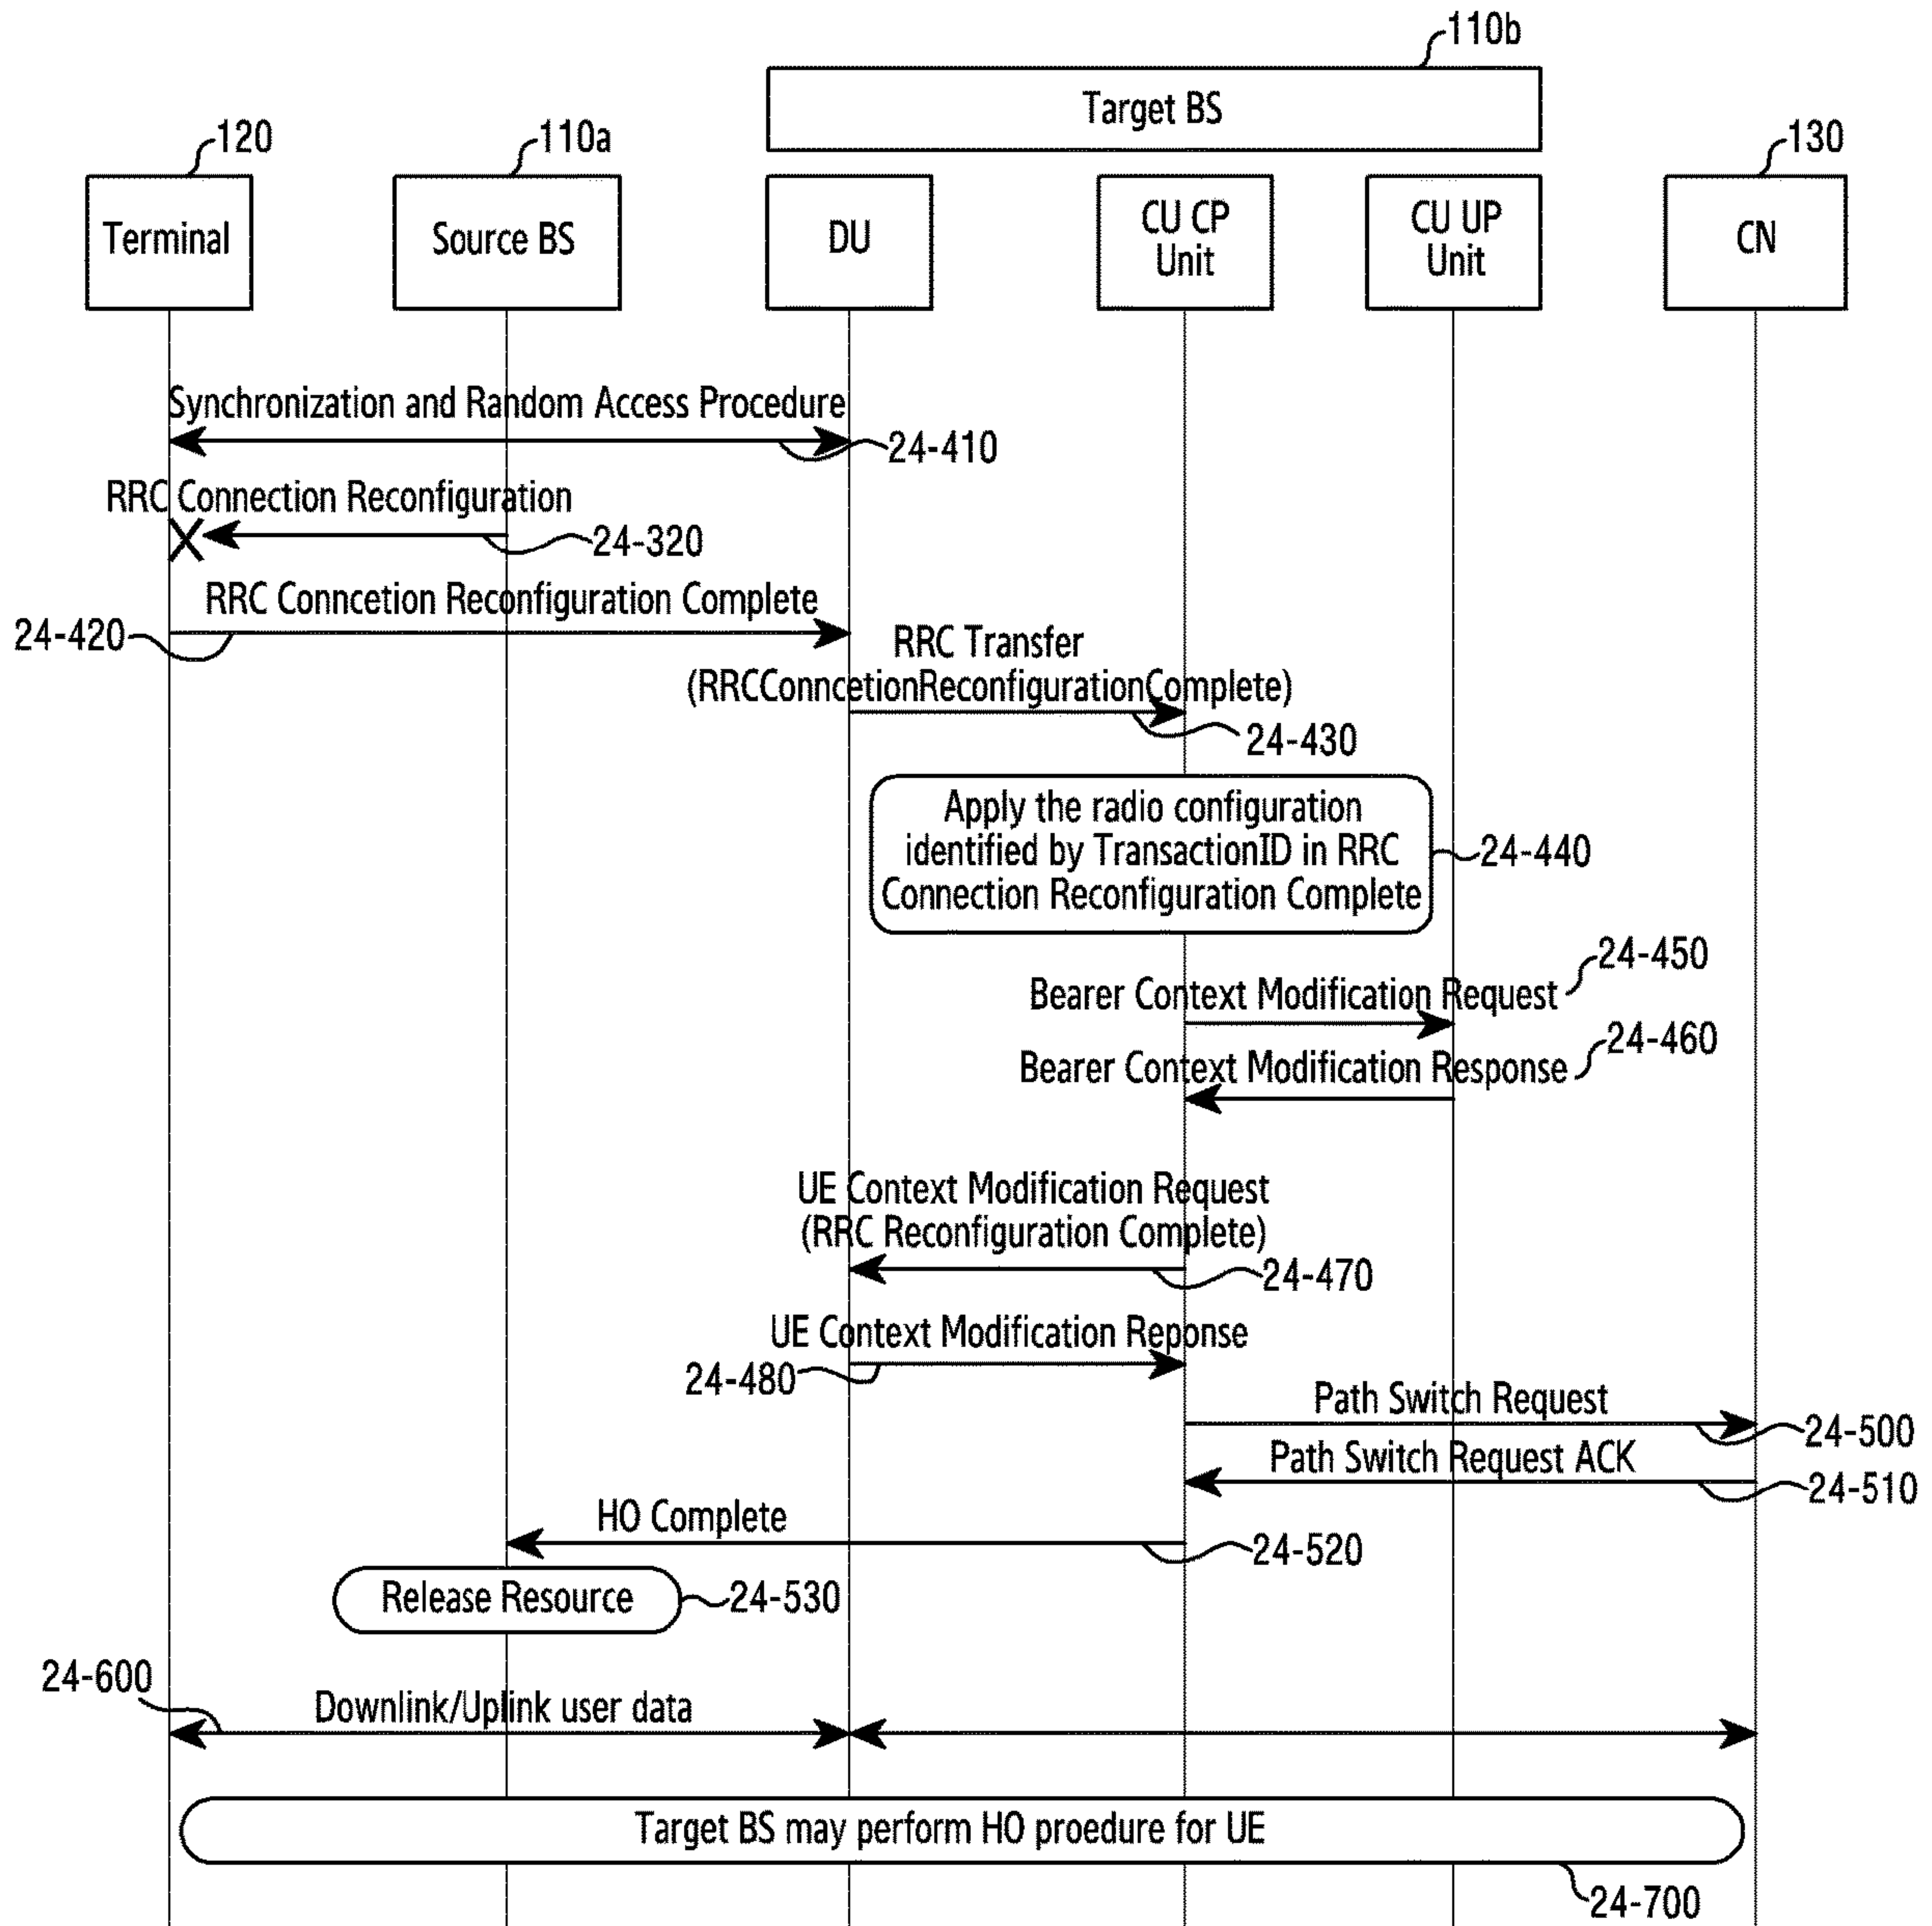 110b
Target BS
120
110a
130
Terminal
Source BS
DU
CU CP
Unit
CU UP
Unit
CN
Synchronization and Random Access Procedure
24-410
RRC Connection Reconfiguration
24-320
RRC Conncetion Reconfiguration Complete
24-420
RRC Transfer
(RRCConncetionReconfigurationComplete)
24-430
Apply the radio configuration
identified by TransactionID in RRC
Connection Reconfiguration Complete
24-440
24-450
Bearer Context Modification Request
24-460
Bearer Context Modification Response
UE Context Modification Request
(RRC Reconfiguration Complete)
24-470
UE Context Modification Reponse
24-480
Path Switch Request
24-500
Path Switch Request ACK
24-510
HO Complete
24-520
Release Resource
24-530
24-600
Downlink/Uplink user data
Target BS may perform HO proedure for UE
24-700